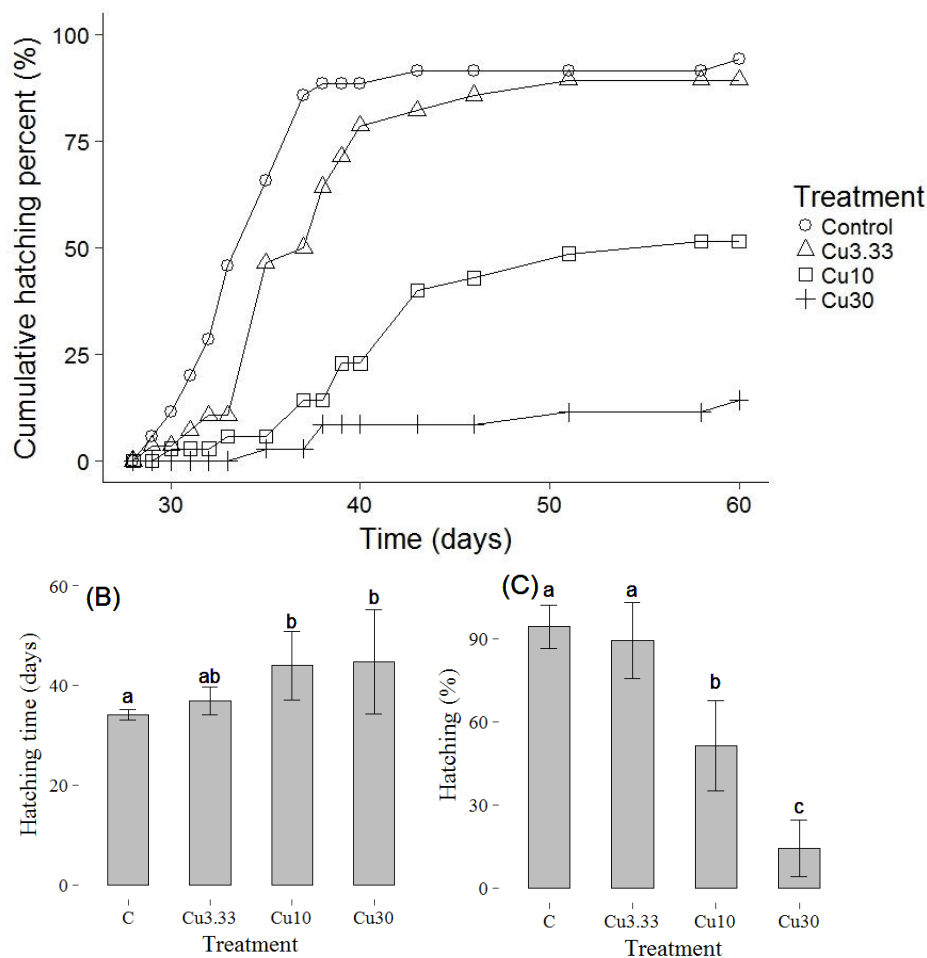 Cumulative hatching percent (%)
100
75
50
25
0
30 40 50 60
Time (days)
Treatment
Control
Cu3.33
Cu10
Cu30
(B)
Hatching time (days)
60
40
20
0
a ab b b
C Cu3.33 Cu10 Cu30
Treatment
(C)
Hatching (%)
90
60
30
0
a a b c
C Cu3.33 Cu10 Cu30
Treatment